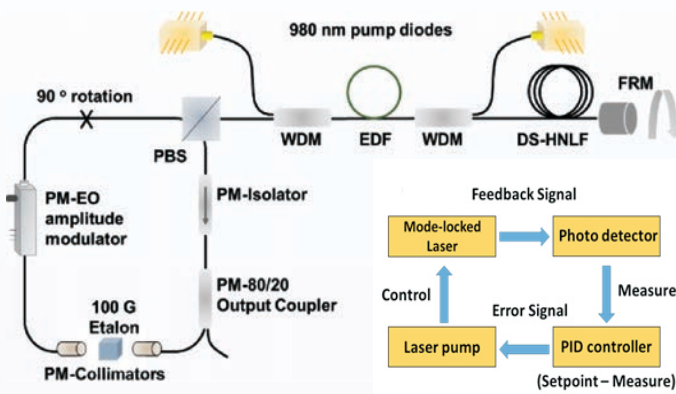 980 nm pump diodes
90 ° rotation
FRM
PBS
WDM
EDF
WDM
DS-HNLF
PM-EO
amplitude
modulator
PM-Isolator
PM-80/20
Output Coupler
100 G
Etalon
PM-Collimators
Feedback Signal
Mode-locked
Laser
Photo detector
Control
Error Signal
Measure
Laser pump
PID controller
(Setpoint – Measure)